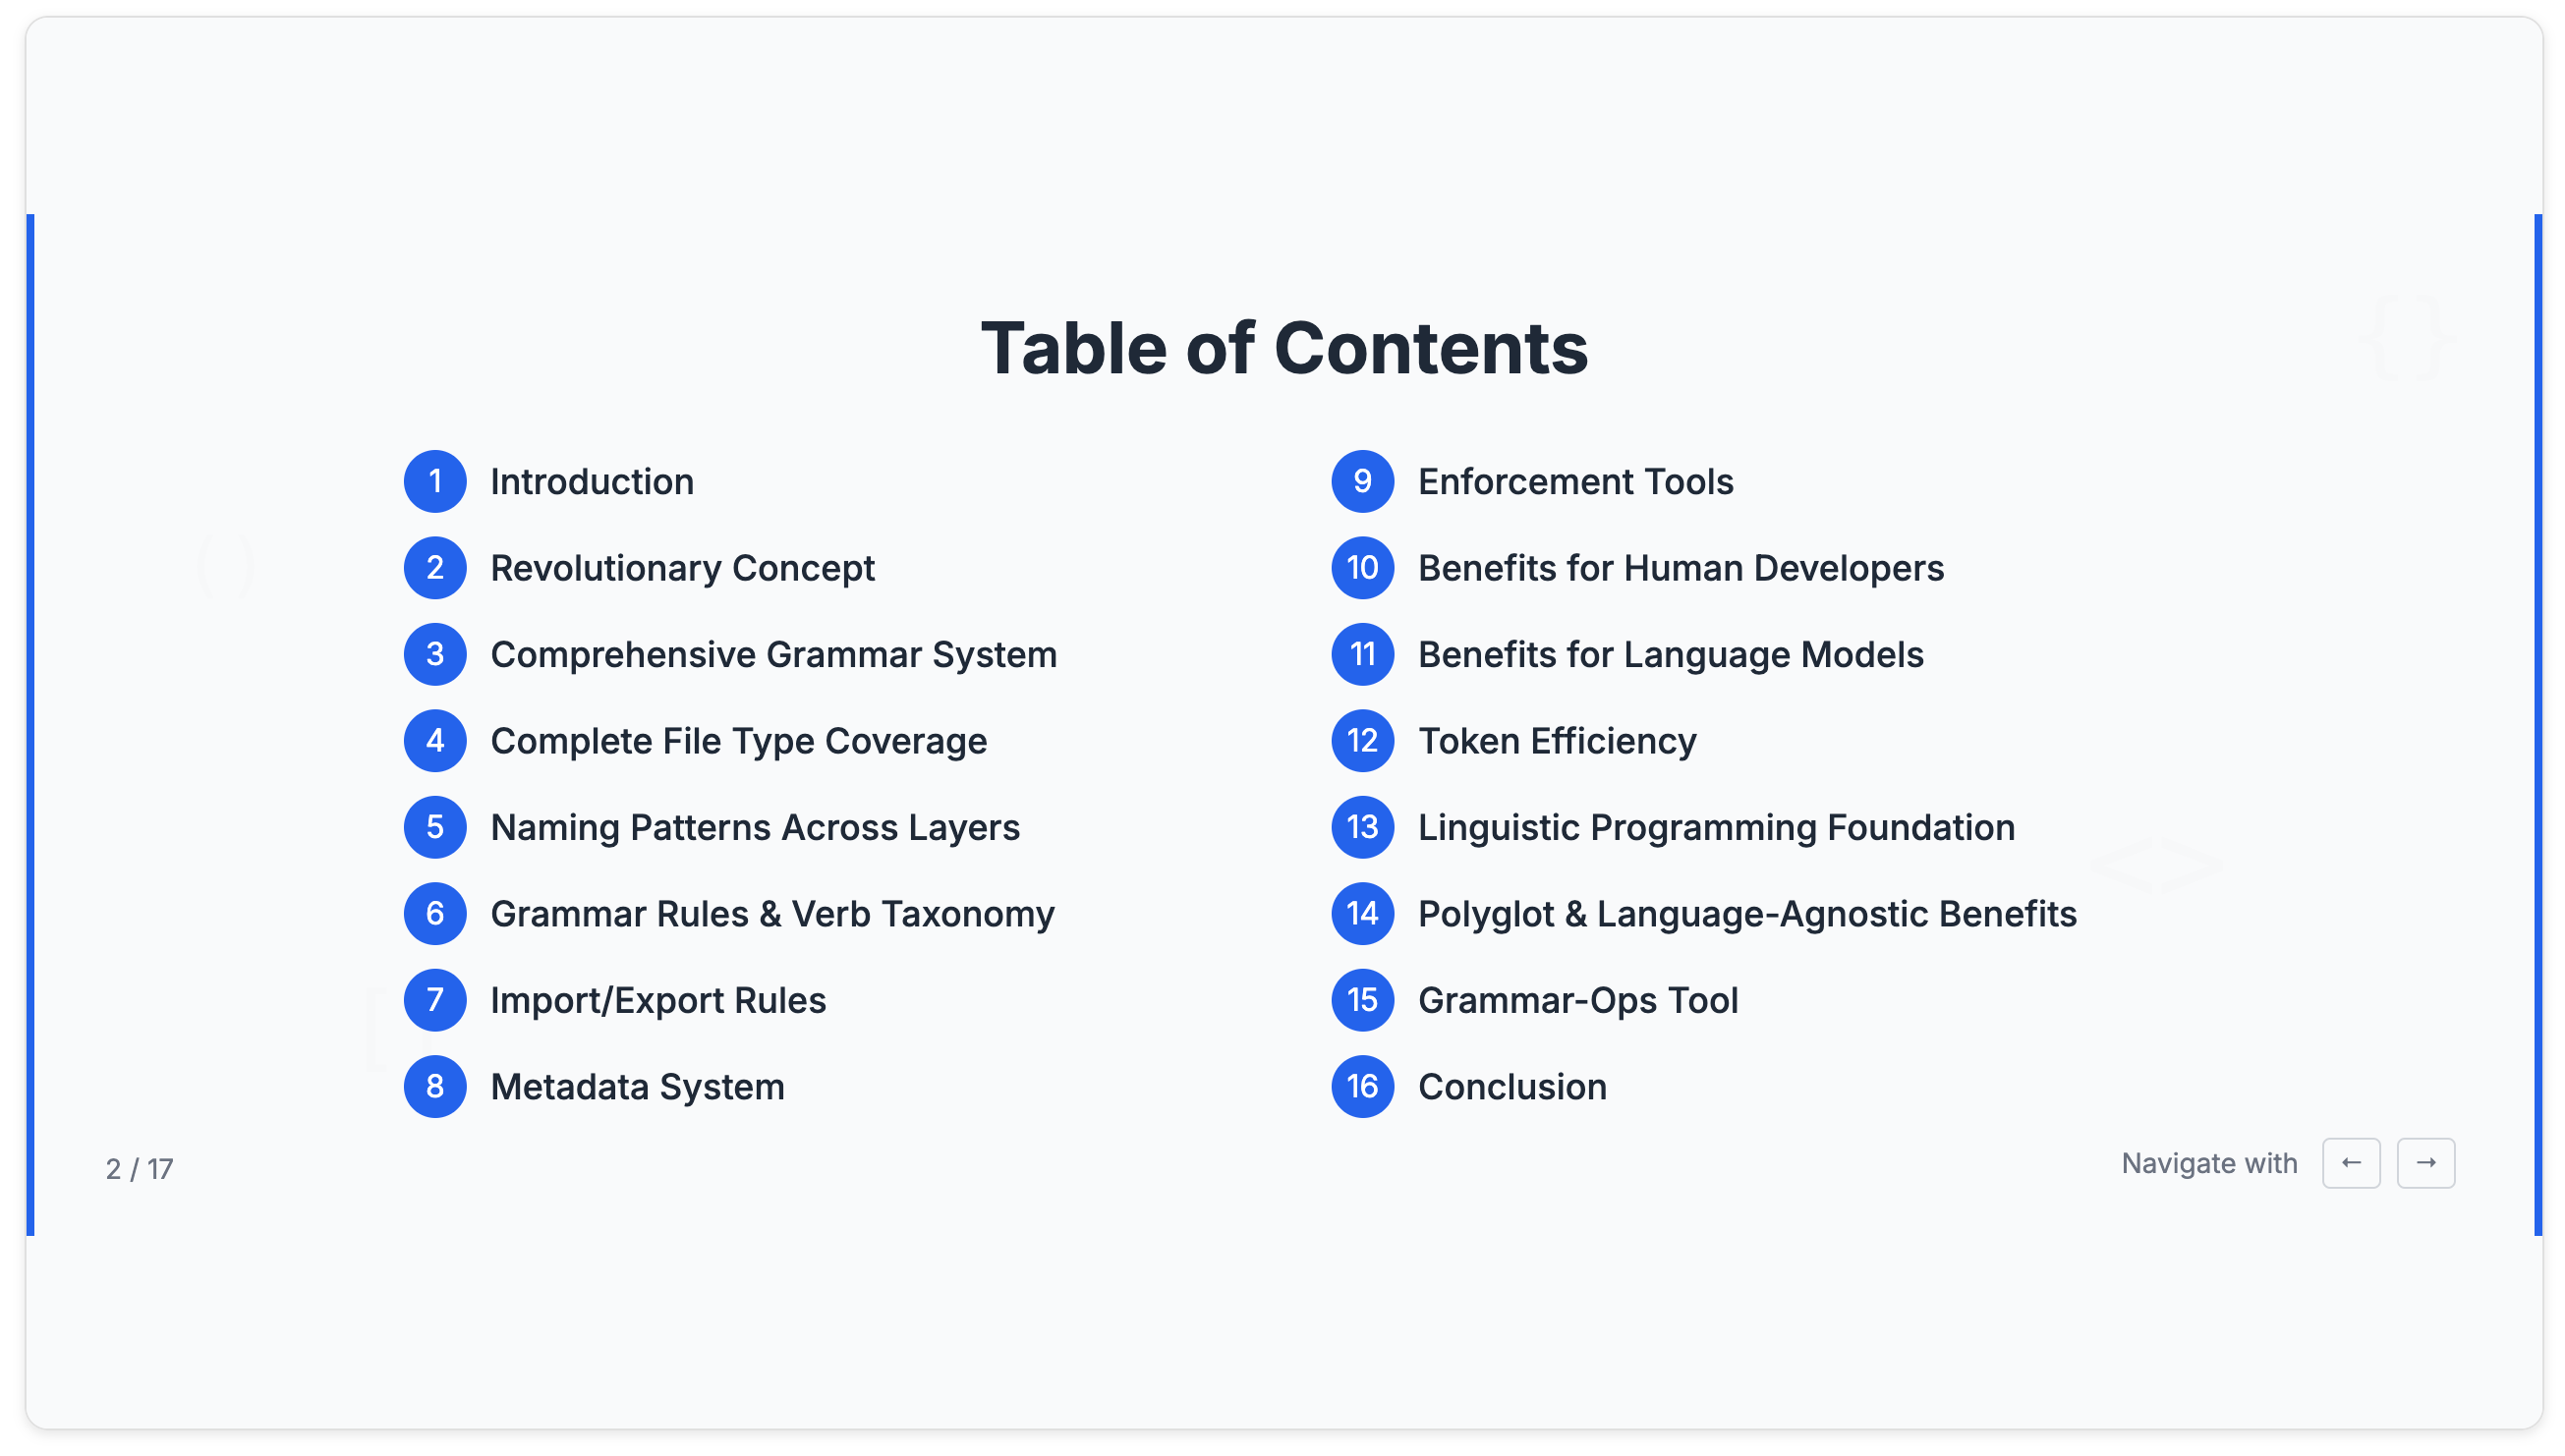 Table of Contents
1 Introduction
2 Revolutionary Concept
3 Comprehensive Grammar System
4 Complete File Type Coverage
5 Naming Patterns Across Layers
6 Grammar Rules & Verb Taxonomy
7 Import/Export Rules
8 Metadata System
9 Enforcement Tools
10 Benefits for Human Developers
11 Benefits for Language Models
12 Token Efficiency
13 Linguistic Programming Foundation
14 Polyglot & Language-Agnostic Benefits
15 Grammar-Ops Tool
16 Conclusion
{}
()
<>
2 / 17
Navigate with ← →